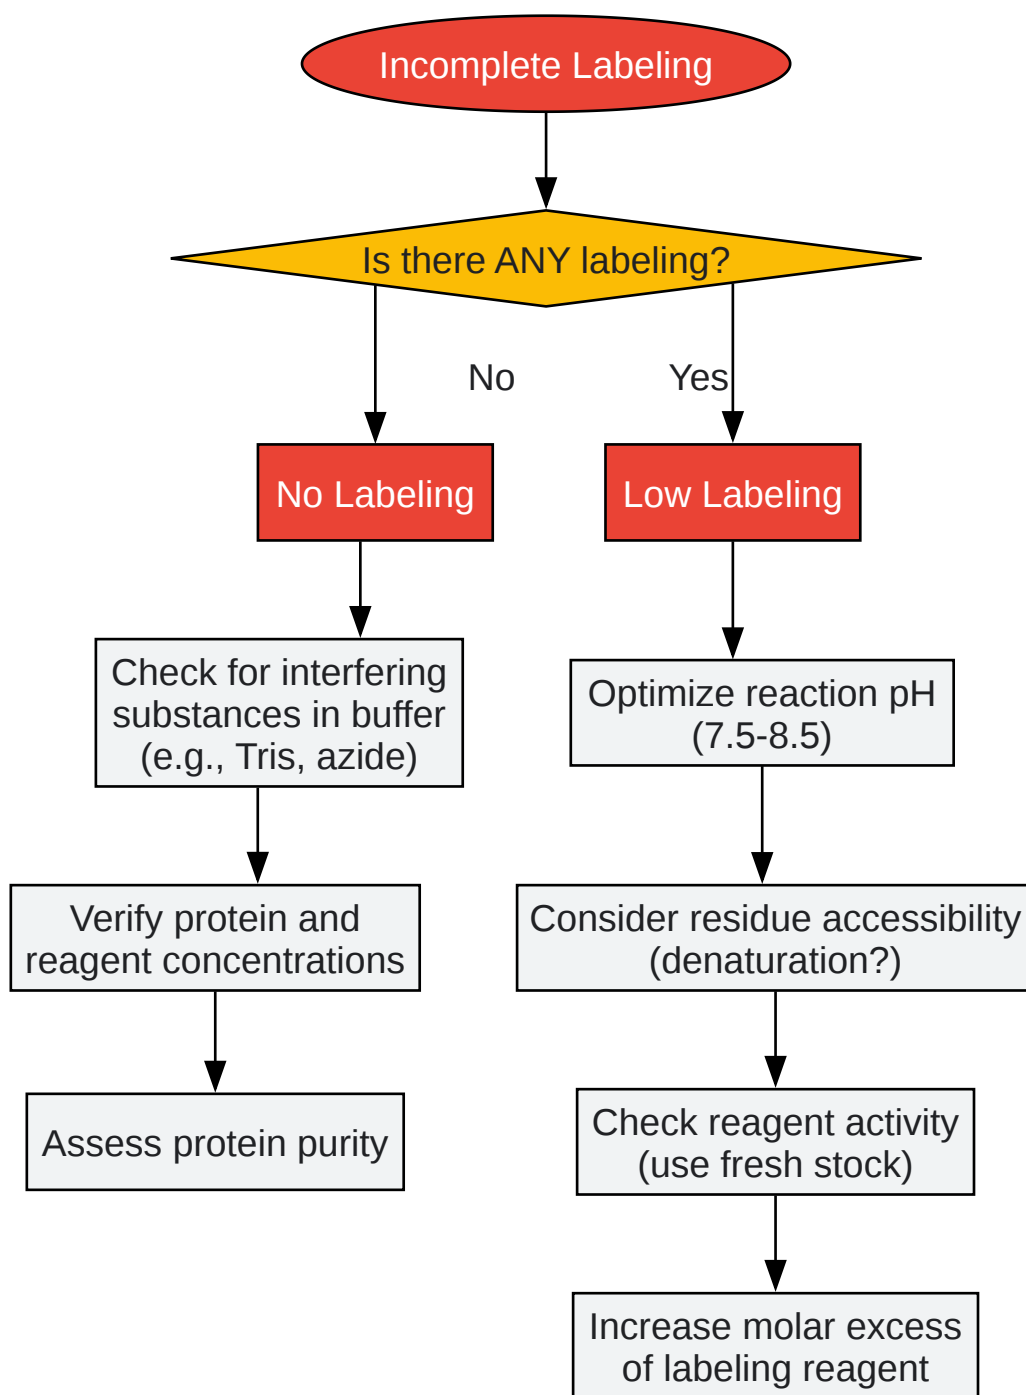 Incomplete Labeling
Is there ANY labeling?
No
Yes
No Labeling
Low Labeling
Check for interfering
substances in buffer
(e.g., Tris, azide)
Optimize reaction pH
(7.5-8.5)
Verify protein and
reagent concentrations
Consider residue accessibility
(denaturation?)
Assess protein purity
Check reagent activity
(use fresh stock)
Increase molar excess
of labeling reagent